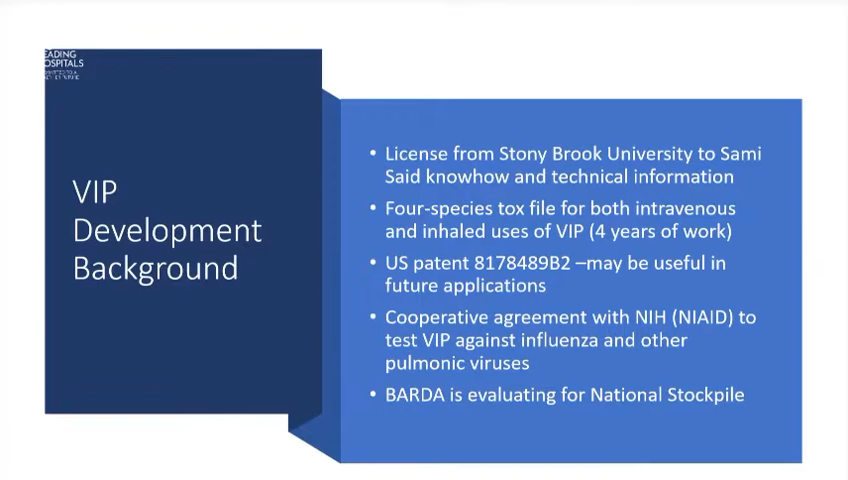 EADING
OSPITALS
VIP
Development
Background
• License from Stony Brook University to Sami
Said knowhow and technical information
• Four-species tox file for both intravenous
and inhaled uses of VIP (4 years of work)
• US patent 8178489B2 –may be useful in
future applications
• Cooperative agreement with NIH (NIAID) to
test VIP against influenza and other
pulmonic viruses
• BARDA is evaluating for National Stockpile